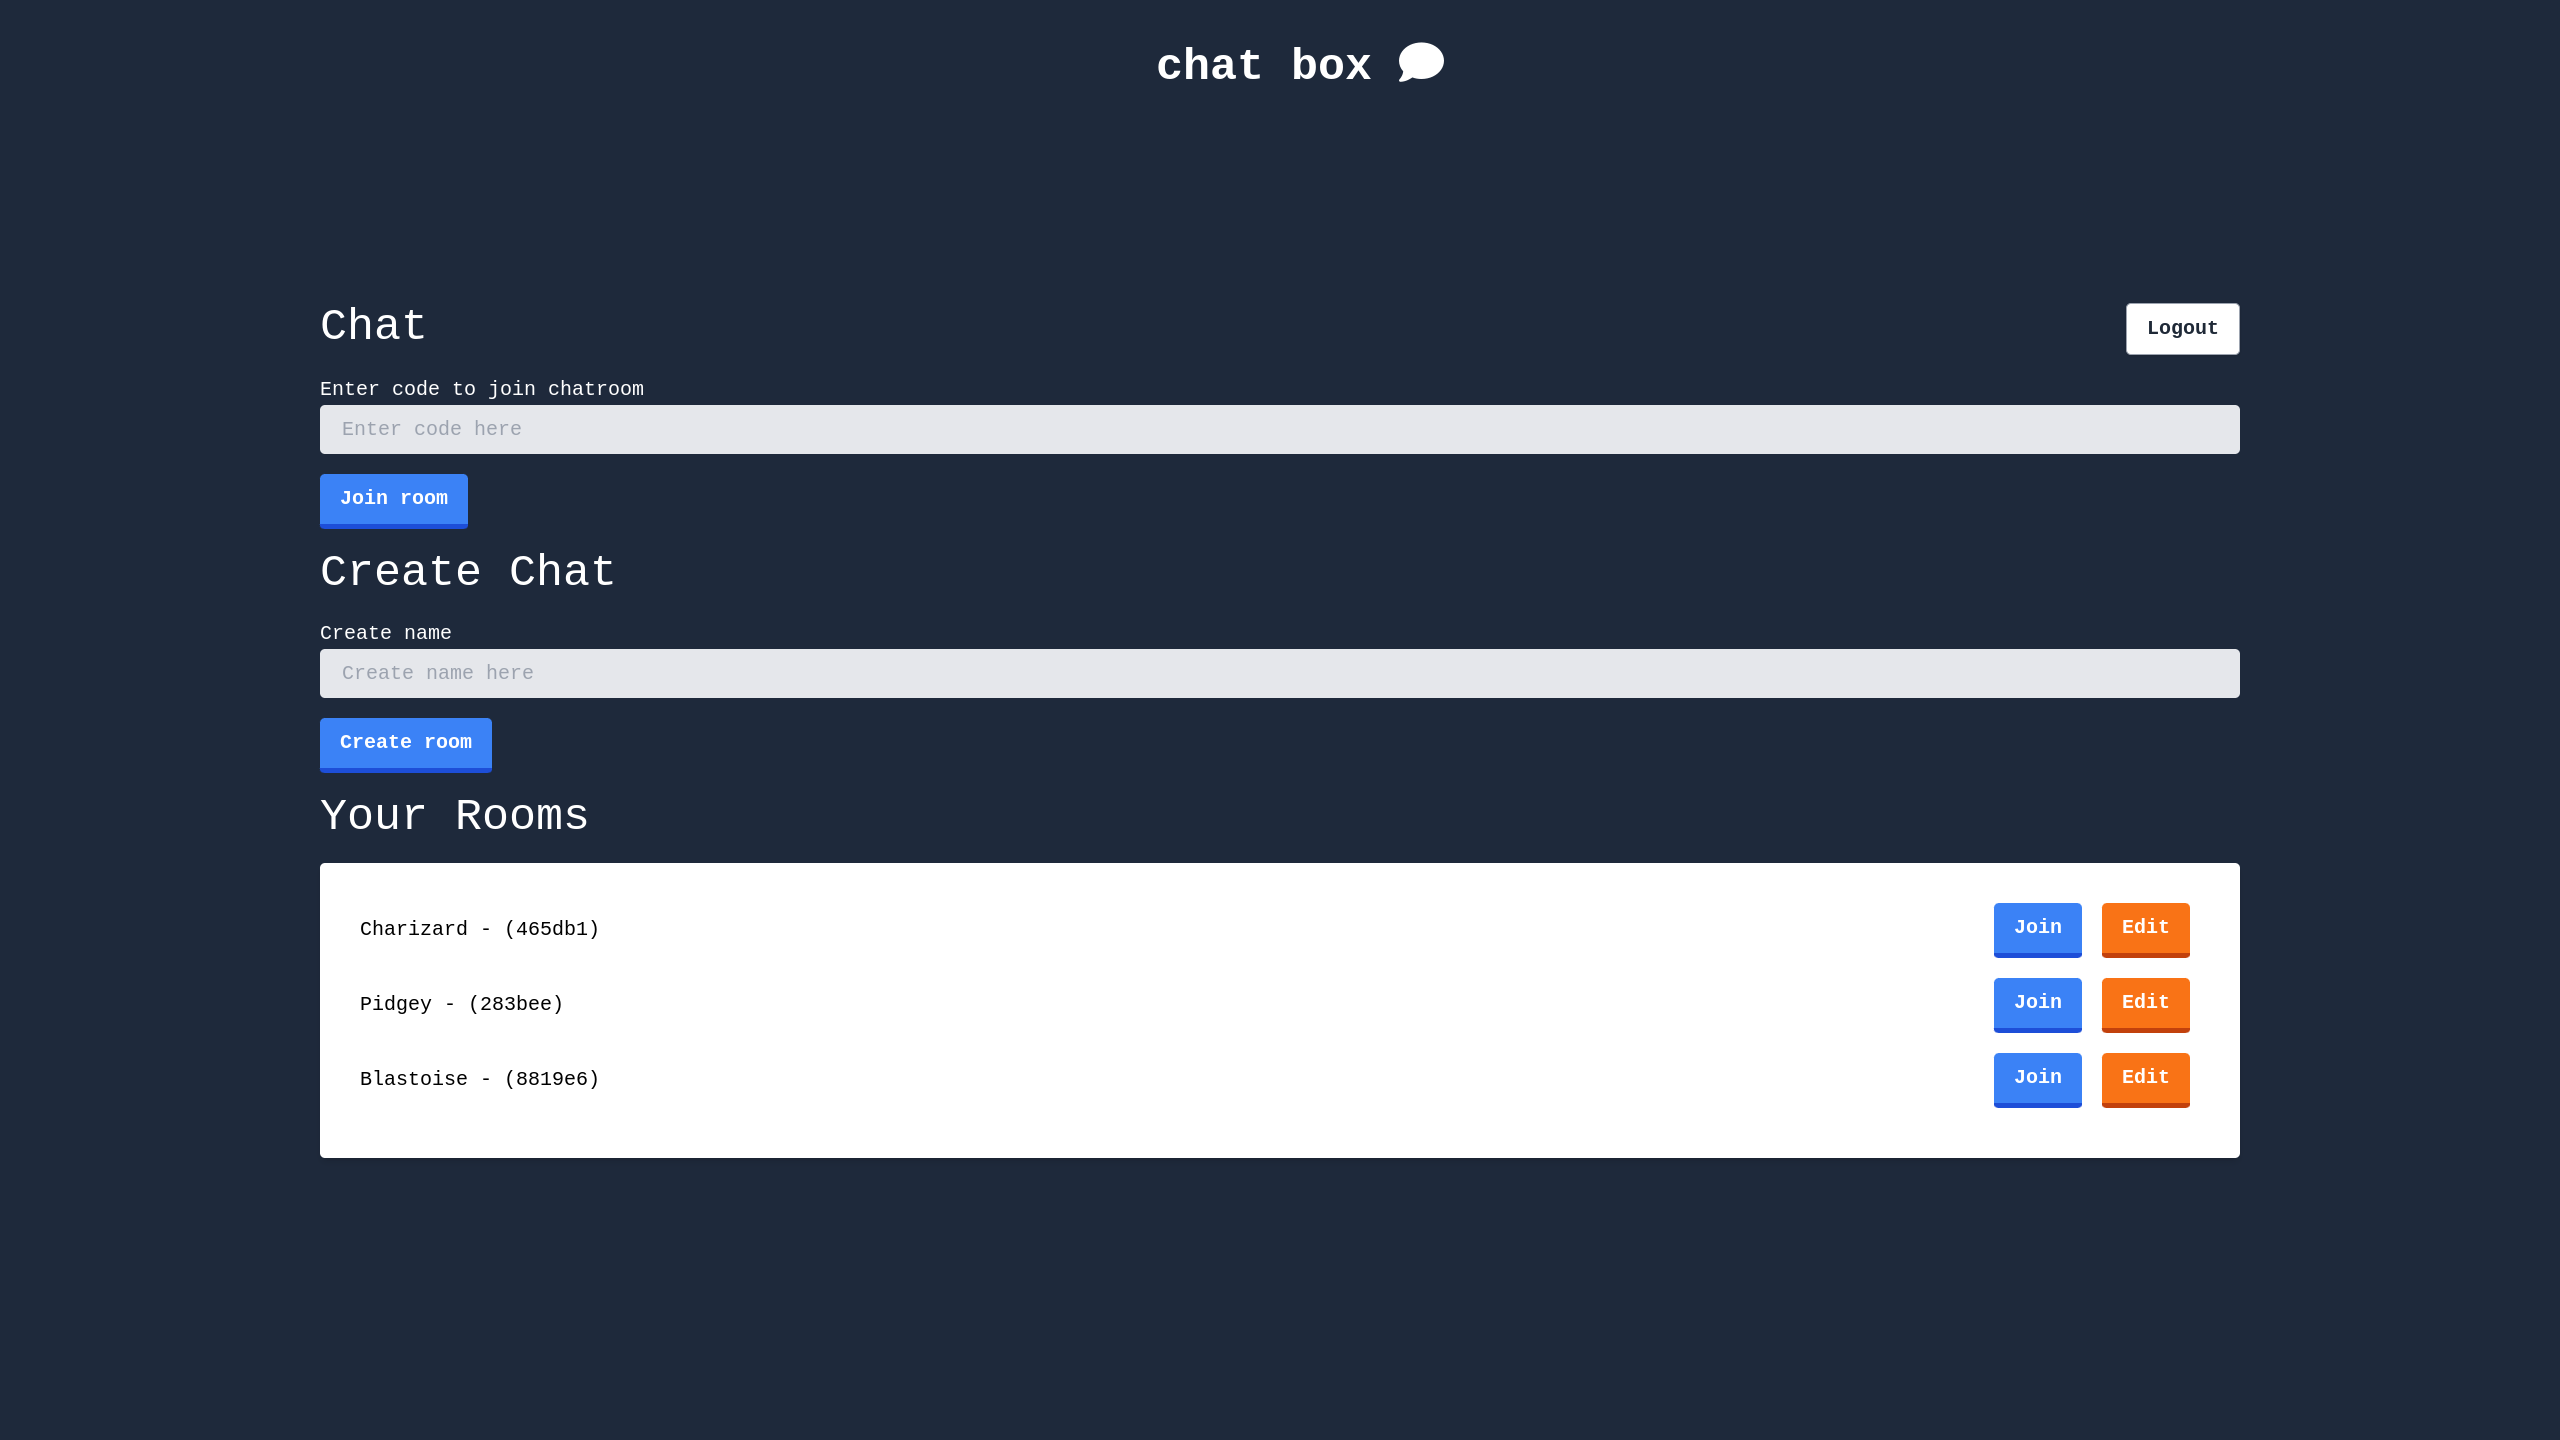 chat box
Chat
Logout
Enter code to join chatroom
Enter code here
Join room
Create Chat
Create name
Create name here
Create room
Your Rooms
Charizard - (465db1) Join Edit
Pidgey - (283bee) Join Edit
Blastoise - (8819e6) Join Edit